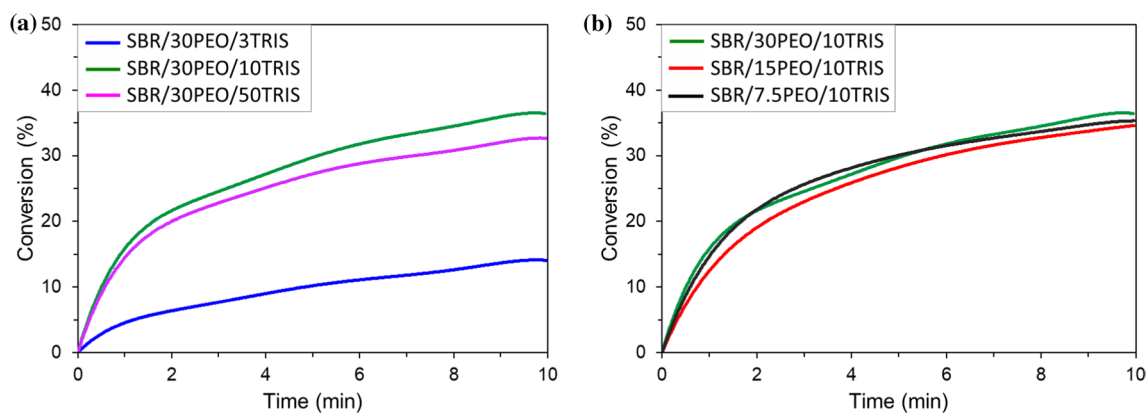 (a)
50
40
30
20
10
0
Conversion (%)
SBR/30PEO/3TRIS
SBR/30PEO/10TRIS
SBR/30PEO/50TRIS
0 2 4 6 8 10
Time (min)
(b)
50
40
30
20
10
0
Conversion (%)
SBR/30PEO/10TRIS
SBR/15PEO/10TRIS
SBR/7.5PEO/10TRIS
0 2 4 6 8 10
Time (min)